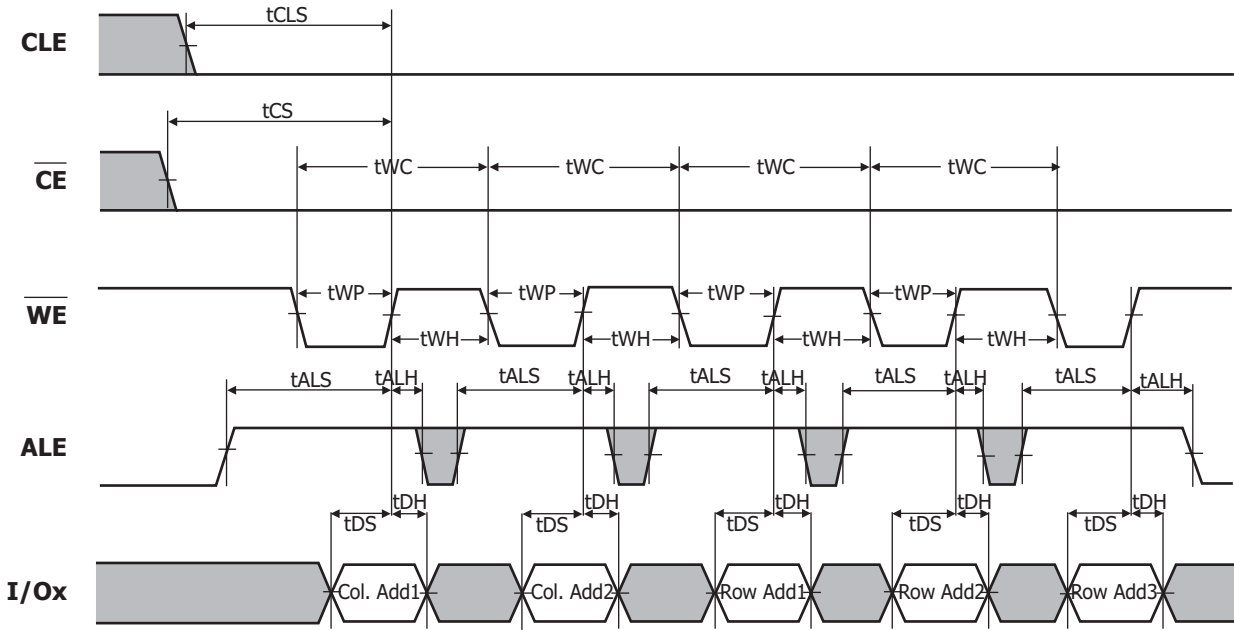 CLE
tCLS
tCS
CE
tWC tWC tWC tWC
WE
tWP tWP tWP tWP
tWH tWH tWH tWH
tALS tALH tALS tALH tALS tALH tALS tALH tALS tALH
ALE
tDH tDH tDH tDH tDH
tDS tDS tDS tDS tDS
I/Ox
Col. Add1 Col. Add2 Row Add1 Row Add2 Row Add3